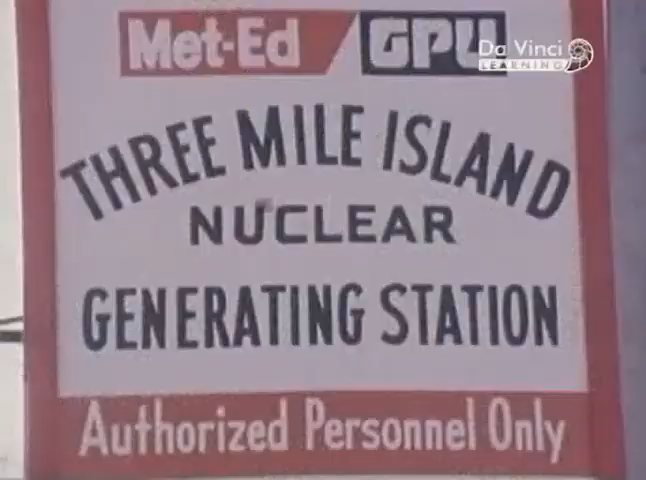 Met-Ed GPU
Da Vinci
LEARNING
THREE MILE ISLAND
NUCLEAR
GENERATING STATION
Authorized Personnel Only